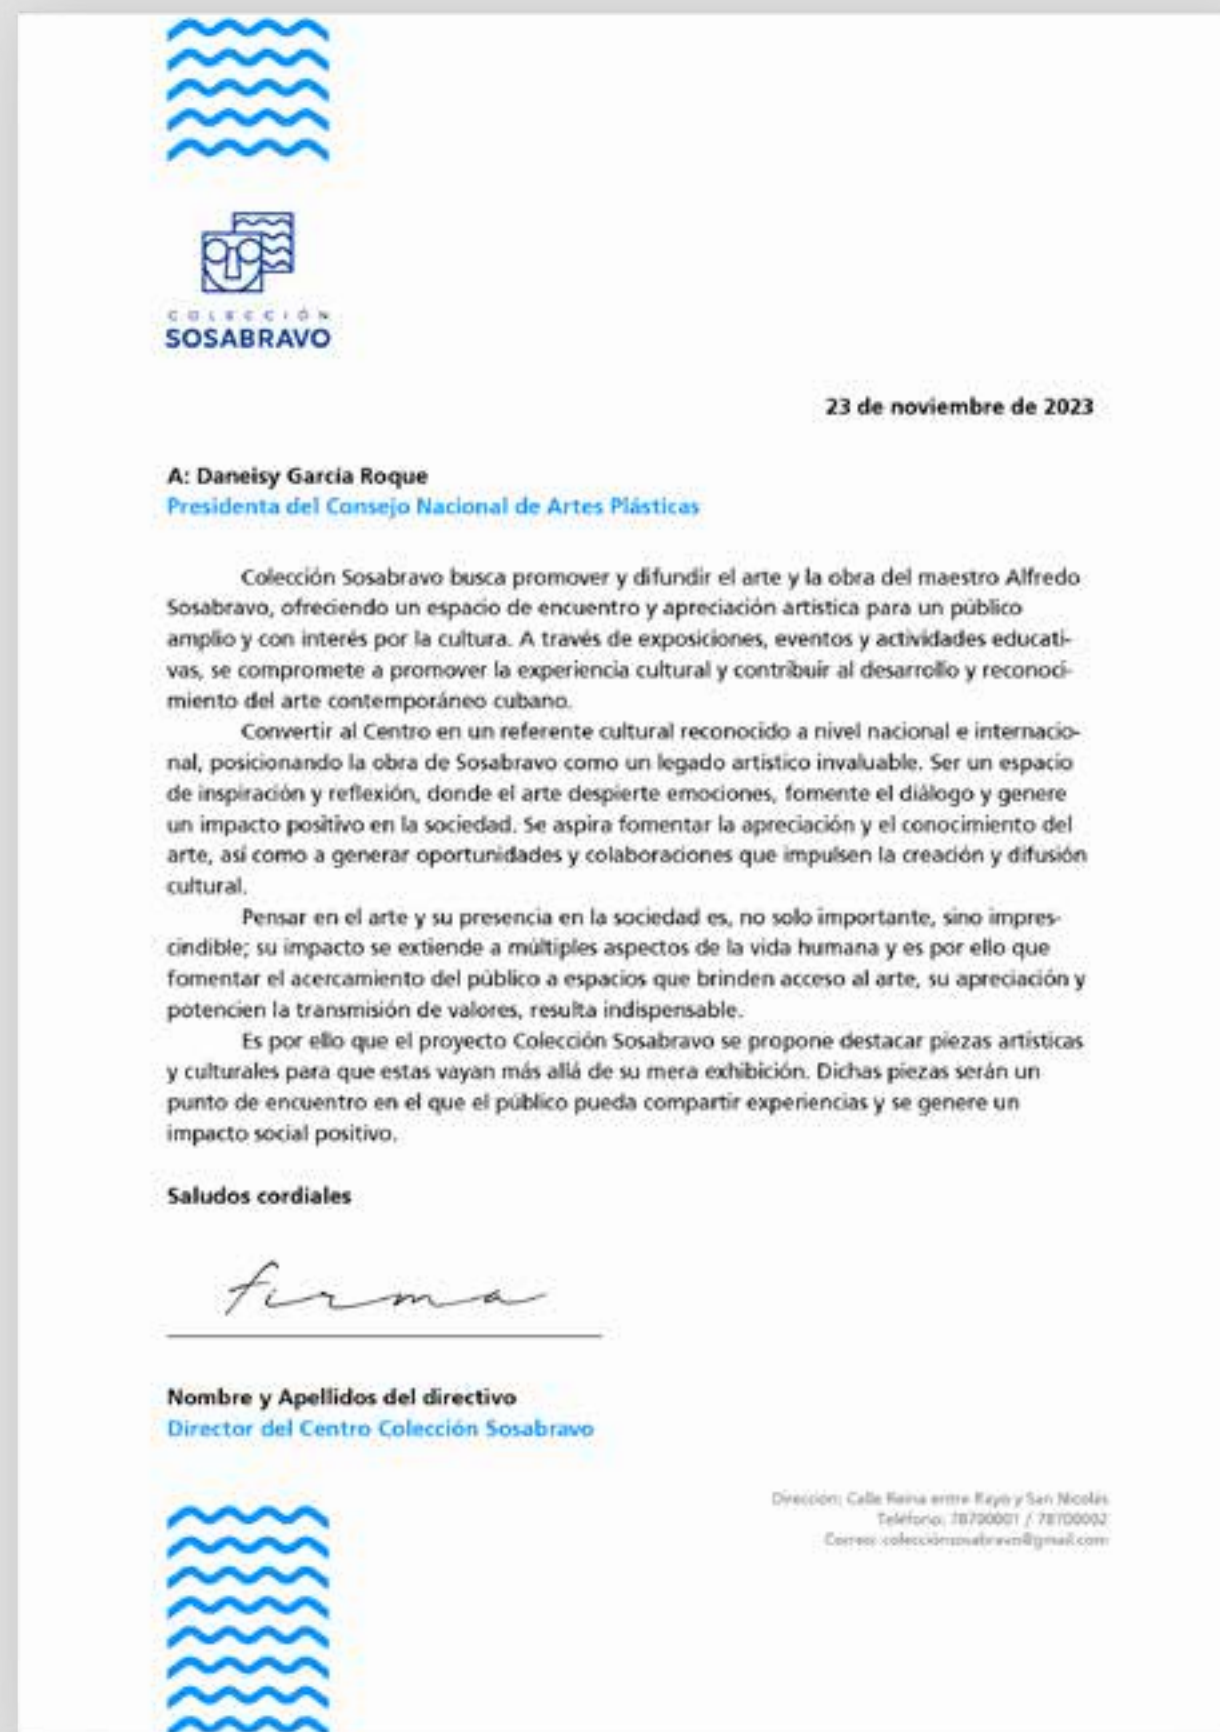 COLECCIÓN
SOSABRAVO
23 de noviembre de 2023
A: Daneisy García Roque
Presidenta del Consejo Nacional de Artes Plásticas
Colección Sosabravo busca promover y difundir el arte y la obra del maestro Alfredo
Sosabravo, ofreciendo un espacio de encuentro y apreciación artística para un público
amplio y con interés por la cultura. A través de exposiciones, eventos y actividades educati-
vas, se compromete a promover la experiencia cultural y contribuir al desarrollo y reconoci-
miento del arte contemporáneo cubano.
Convertir al Centro en un referente cultural reconocido a nivel nacional e internacio-
nal, posicionando la obra de Sosabravo como un legado artístico invaluable. Ser un espacio
de inspiración y reflexión, donde el arte despierte emociones, fomente el diálogo y genere
un impacto positivo en la sociedad. Se aspira fomentar la apreciación y el conocimiento del
arte, así como a generar oportunidades y colaboraciones que impulsen la creación y difusión
cultural.
Pensar en el arte y su presencia en la sociedad es, no solo importante, sino impres-
cindible; su impacto se extiende a múltiples aspectos de la vida humana y es por ello que
fomentar el acercamiento del público a espacios que brinden acceso al arte, su apreciación y
potencien la transmisión de valores, resulta indispensable.
Es por ello que el proyecto Colección Sosabravo se propone destacar piezas artísticas
y culturales para que estas vayan más allá de su mera exhibición. Dichas piezas serán un
punto de encuentro en el que el público pueda compartir experiencias y se genere un
impacto social positivo.
Saludos cordiales
firma
Nombre y Apellidos del directivo
Director del Centro Colección Sosabravo
Dirección: Calle Reina entre Rayo y San Nicolás
Teléfono: 78700001 / 78700002
Correo: colecciónsosabravo@gmail.com